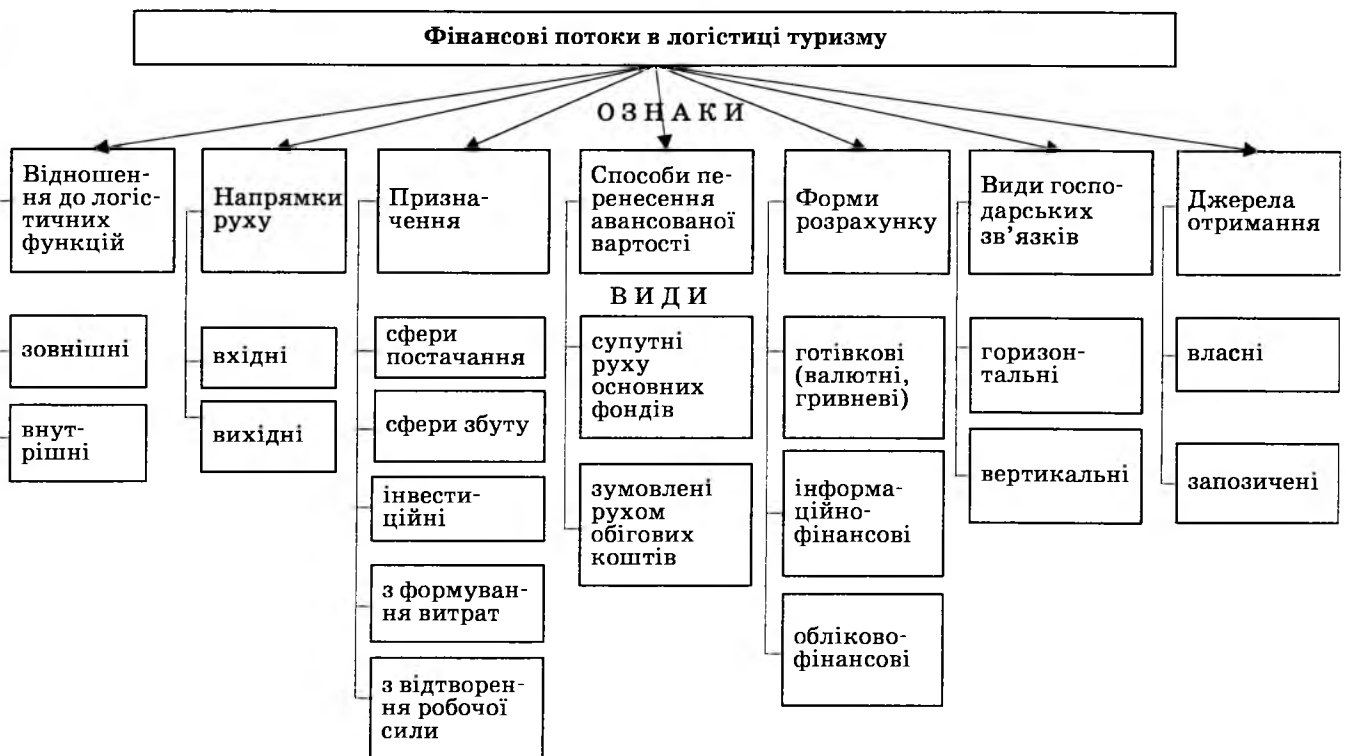 Фінансові потоки в логістиці туризму
ОЗНАКИ
Відношен-
ня до логіс-
тичних
функцій
Напрямки
руху
Призна-
чення
Способи пе-
ренесення
авансованої
вартості
Форми
розрахунку
Види госпо-
дарських
зв’язків
Джерела
отримання
ВИДИ
зовнішні
внут-
рішні
вхідні
вихідні
сфери
постачання
сфери збуту
інвести-
ційні
з формуван-
ня витрат
з відтворен-
ня робочої
сили
супутні
руху
основних
фондів
зумовлені
рухом
обігових
коштів
готівкові
(валютні,
гривневі)
інформа-
ційно-
фінансові
обліково-
фінансові
горизон-
тальні
вертикальні
власні
запозичені